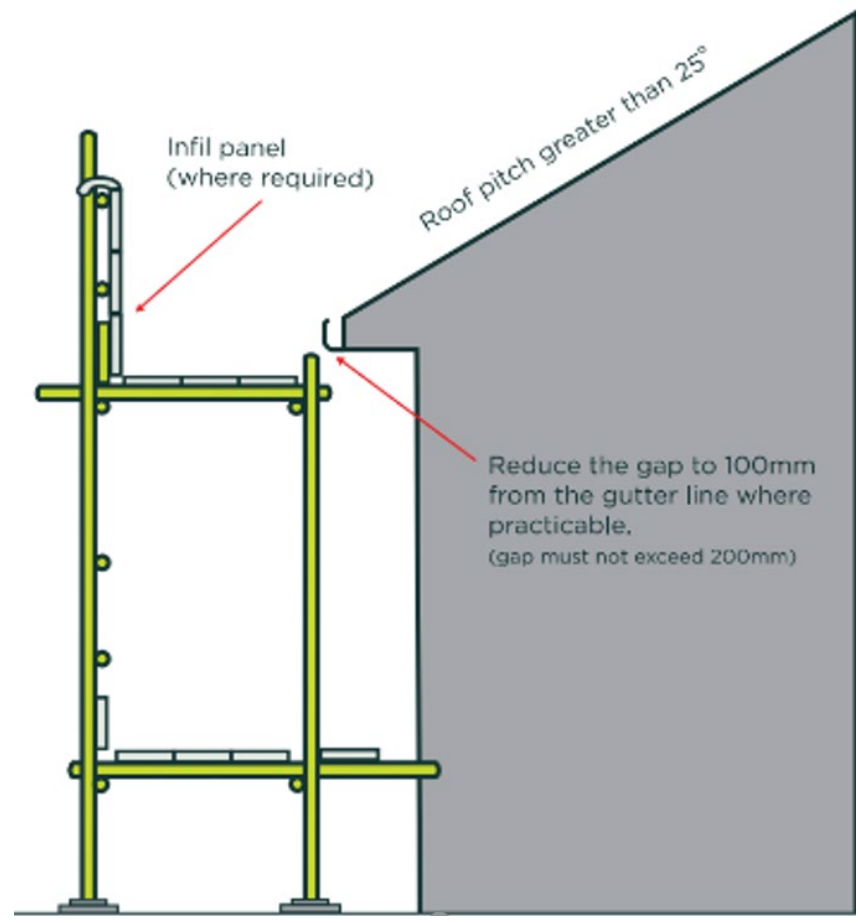 Infil panel
(where required)
Roof pitch greater than 25°
Reduce the gap to 100mm
from the gutter line where
practicable.
(gap must not exceed 200mm)